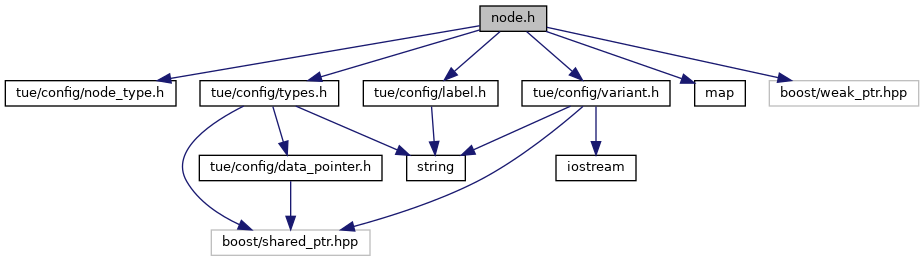 node.h
tue/config/node_type.h
tue/config/types.h
tue/config/label.h
tue/config/variant.h
map
boost/weak_ptr.hpp
tue/config/data_pointer.h
string
iostream
boost/shared_ptr.hpp